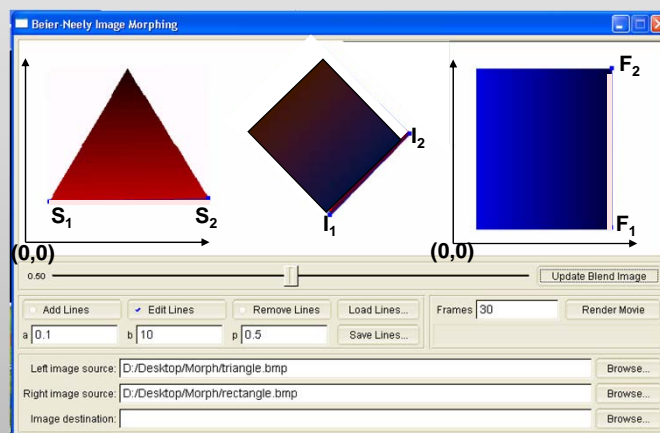 Beier-Neely Image Morphing
F2
I2
S1 S2 I1 F1
(0,0) (0,0)
0.50 Update Blend Image
Add Lines Edit Lines Remove Lines Load Lines... Frames 30 Render Movie
a 0.1 b 10 p 0.5 Save Lines...
Left image source: D:/Desktop/Morph/triangle.bmp Browse...
Right image source: D:/Desktop/Morph/rectangle.bmp Browse...
Image destination: Browse...